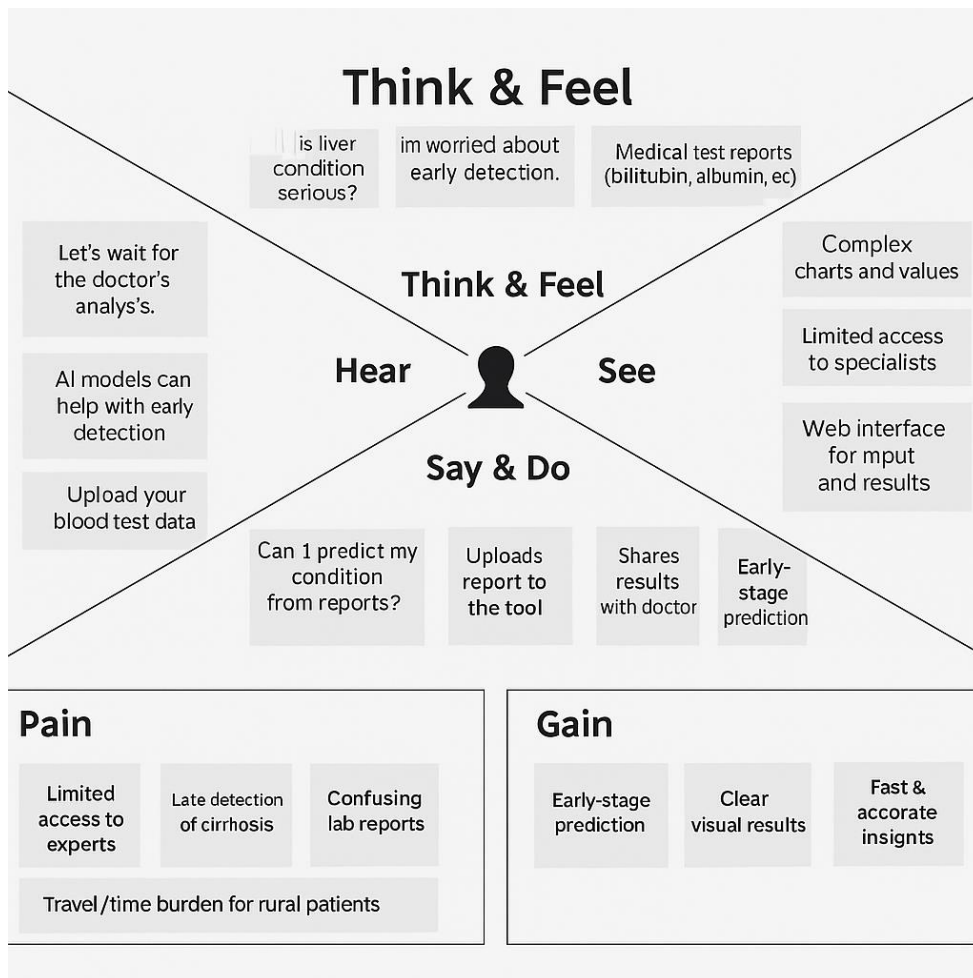 Think & Feel
is liver
condition
serious?
im worried about
early detection.
Medical test reports
(bilitubin, albumin, ec)
Let's wait for
the doctor's
analys's.
AI models can
help with early
detection
Upload your
blood test data
Think & Feel
Hear
See
Say & Do
Complex
charts and values
Limited access
to specialists
Web interface
for mput
and results
Can 1 predict my
condition
from reports?
Uploads
report to
the tool
Shares
results
with doctor
Early-
stage
prediction
Pain
Limited
access to
experts
Late detection
of cirrhosis
Confusing
lab reports
Travel/time burden for rural patients
Gain
Early-stage
prediction
Clear
visual results
Fast &
accorate
insignts